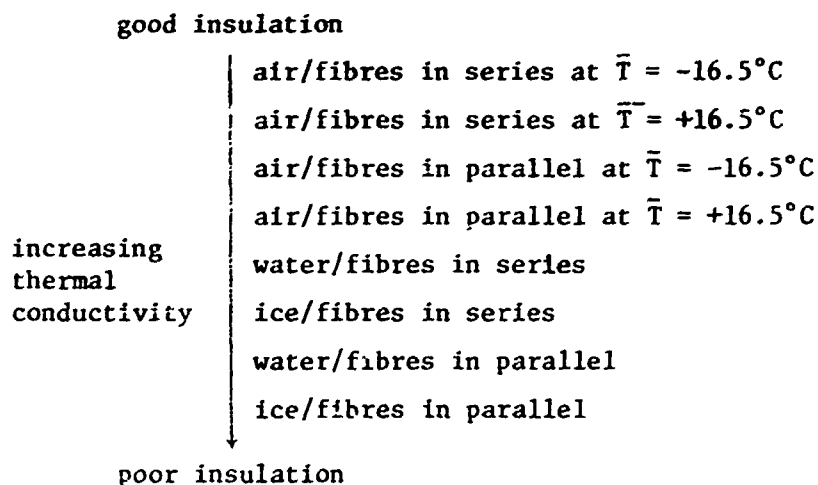 good insulation
air/fibres in series at T̄ = -16.5°C
air/fibres in series at T̄ = +16.5°C
air/fibres in parallel at T̄ = -16.5°C
air/fibres in parallel at T̄ = +16.5°C
increasing
thermal
conductivity
water/fibres in series
ice/fibres in series
water/fibres in parallel
ice/fibres in parallel
poor insulation